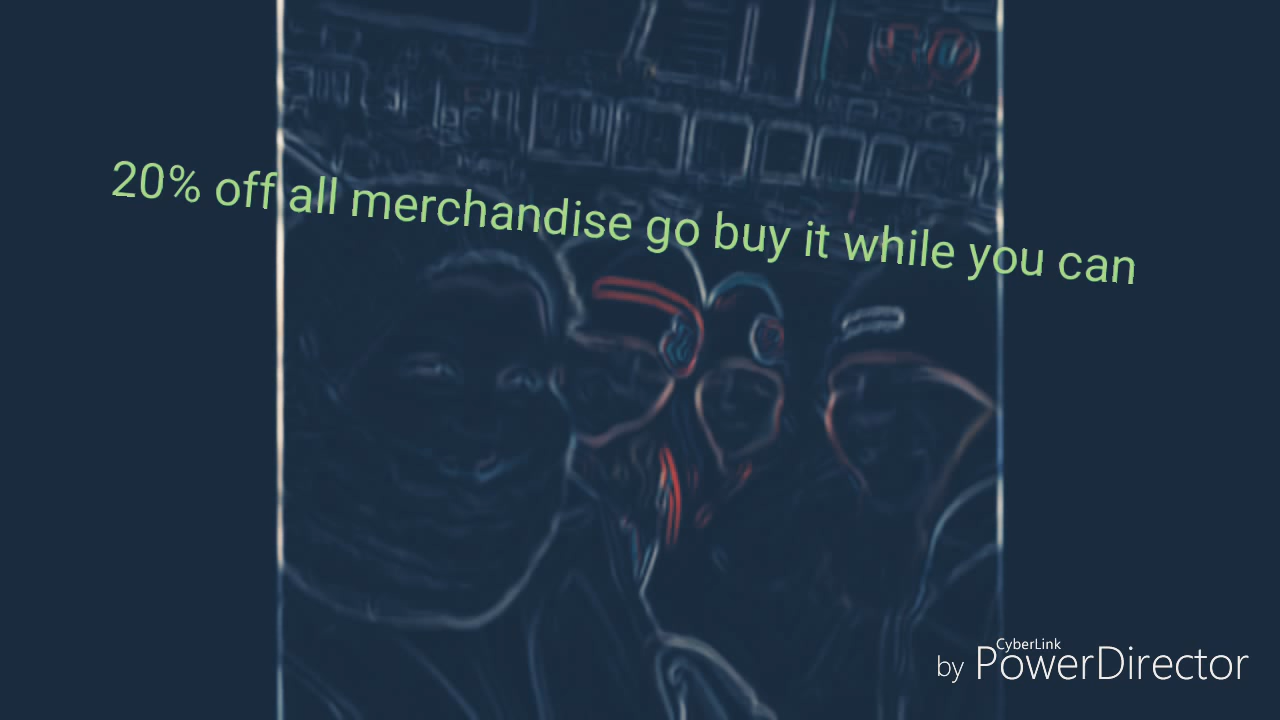 20% off all merchandise go buy it while you can
CyberLink
by PowerDirector